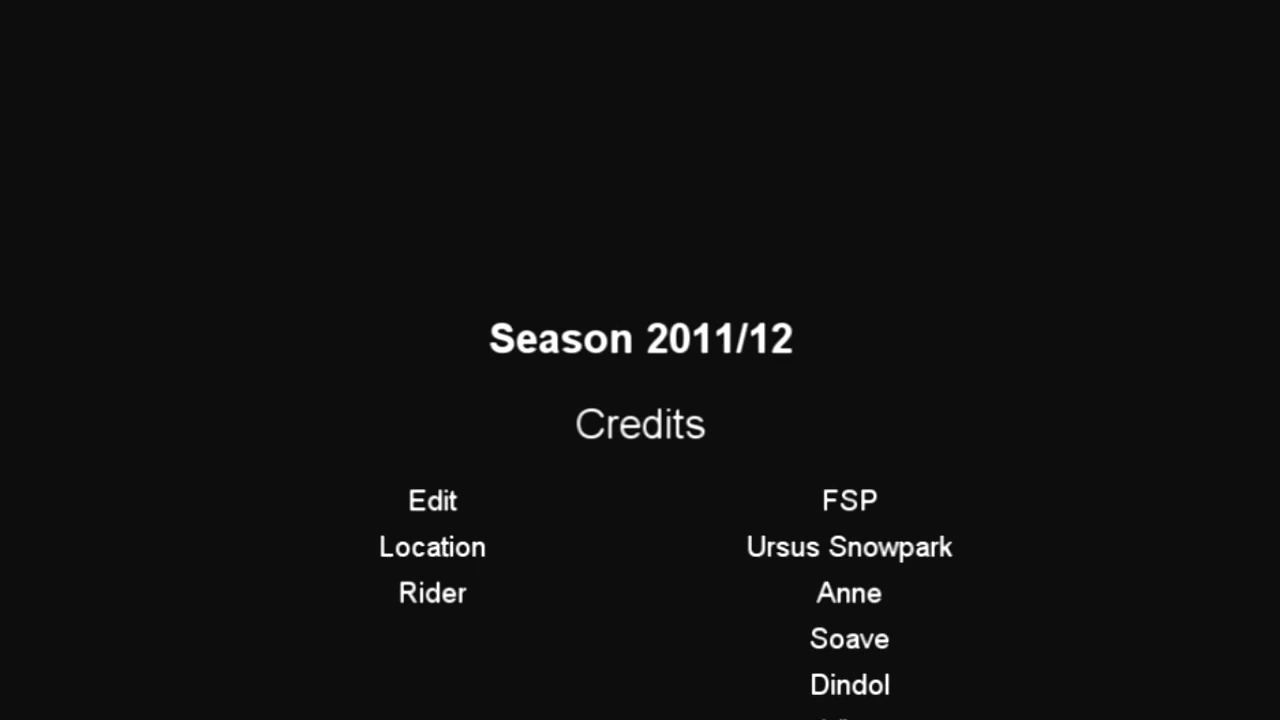 Season 2011/12
Credits
Edit FSP
Location Ursus Snowpark
Rider Anne
Soave
Dindol